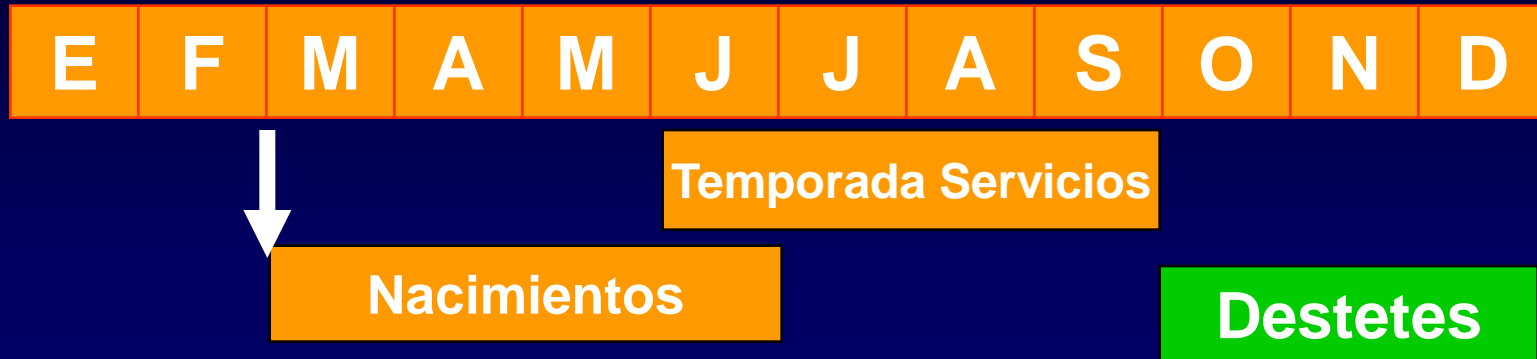 E F M A M J J A S O N D
Temporada Servicios
Nacimientos
Destetes